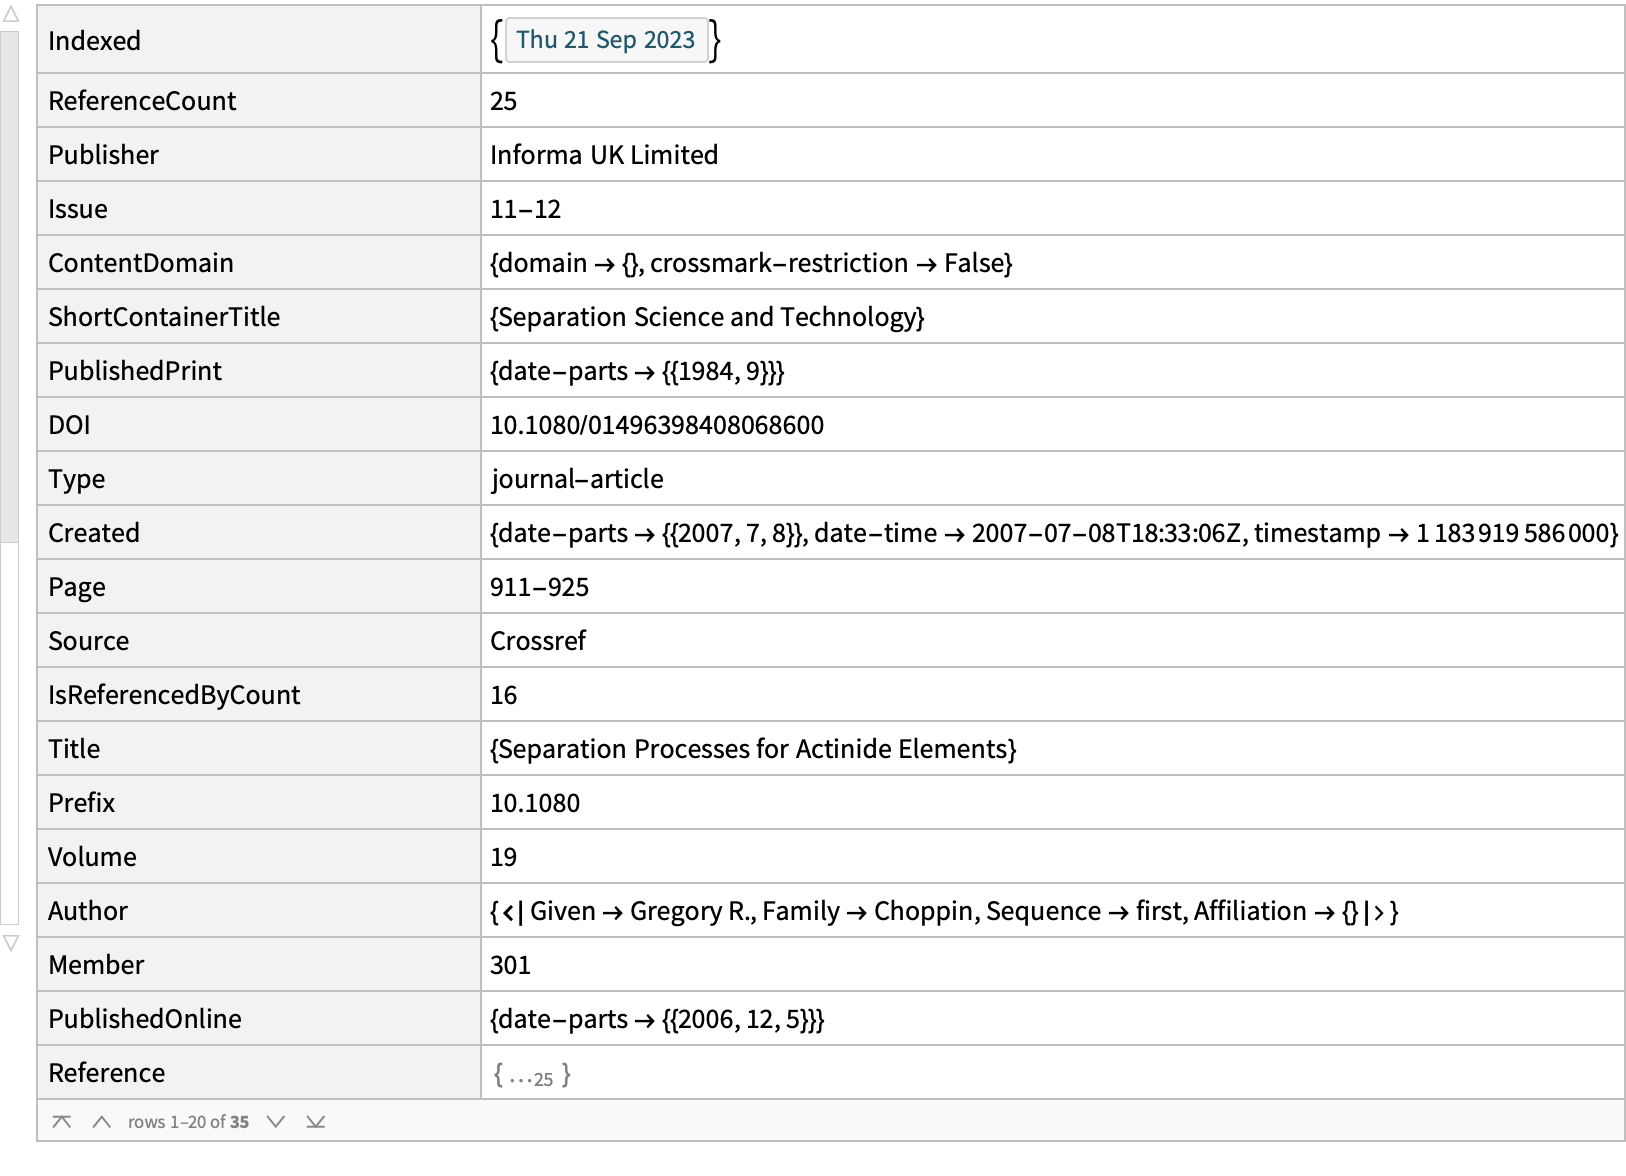 Indexed {Thu 21 Sep 2023}
ReferenceCount 25
Publisher Informa UK Limited
Issue 11–12
ContentDomain {domain → {}, crossmark–restriction → False}
ShortContainerTitle {Separation Science and Technology}
PublishedPrint {date–parts → {{1984, 9}}}
DOI 10.1080/01496398408068600
Type journal–article
Created {date–parts → {{2007, 7, 8}}, date–time → 2007–07–08T18:33:06Z, timestamp → 1 183 919 586 000}
Page 911–925
Source Crossref
IsReferencedByCount 16
Title {Separation Processes for Actinide Elements}
Prefix 10.1080
Volume 19
Author {<| Given → Gregory R., Family → Choppin, Sequence → first, Affiliation → {} |>}
Member 301
PublishedOnline {date–parts → {{2006, 12, 5}}}
Reference { …25 }
rows 1–20 of 35